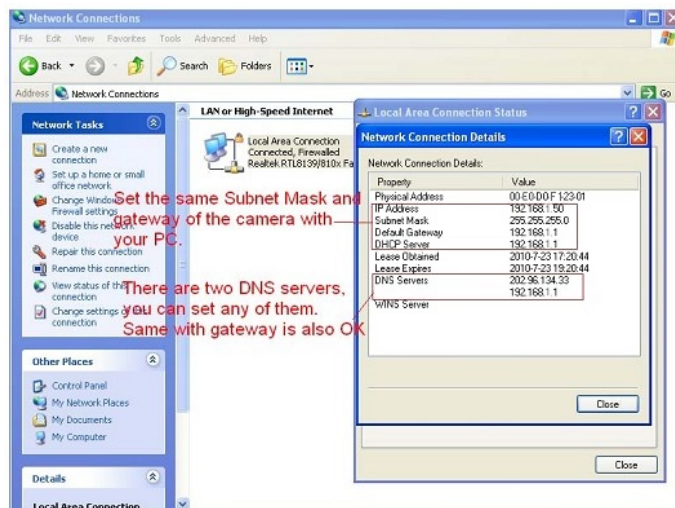 Network Connections
File Edit View Favorites Tools Advanced Help
Back Search Folders
Address Network Connections Go
Network Tasks
Create a new
connection
Set up a home or small
office network
Change Windows
Firewall settings
Disable this network
device
Repair this connection
Rename this connection
View status of this
connection
Change settings of this
connection
Other Places
Control Panel
My Network Places
My Documents
My Computer
Details
Local Area Connection
LAN or High-Speed Internet
Local Area Connection
Connected, Firewalled
Realtek RTL8139/810x Fa
Set the same Subnet Mask and
gateway of the camera with
your PC.
There are two DNS servers,
you can set any of them.
Same with gateway is also OK
Local Area Connection Status
Network Connection Details
Network Connection Details:
Property Value
Physical Address 00-E0-D0-F1-23-01
IP Address 192.168.1.50
Subnet Mask 255.255.255.0
Default Gateway 192.168.1.1
DHCP Server 192.168.1.1
Lease Obtained 2010-7-23 17:20:44
Lease Expires 2010-7-23 19:20:44
DNS Servers 202.96.134.33
192.168.1.1
WINS Server
Close
Close